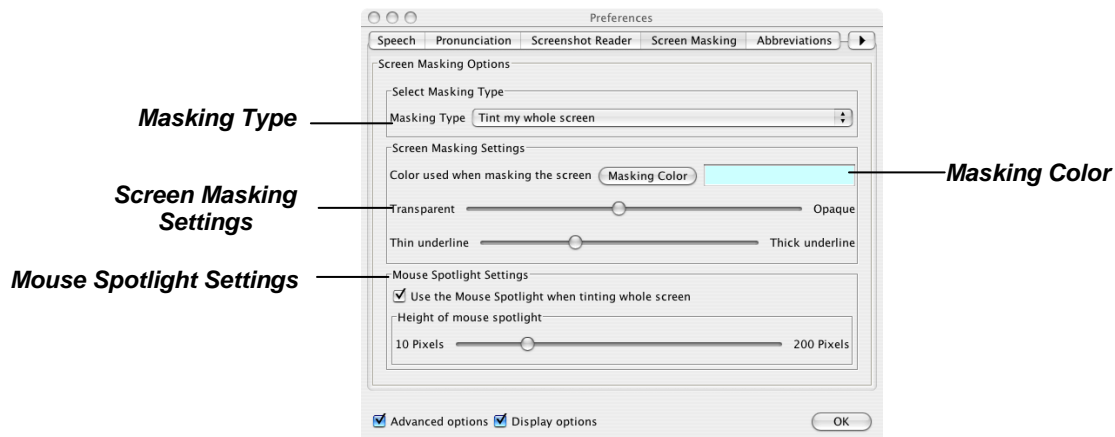 Preferences
Speech Pronunciation Screenshot Reader Screen Masking Abbreviations
Screen Masking Options
Select Masking Type
Masking Type
Masking Type Tint my whole screen
Screen Masking Settings
Color used when masking the screen Masking Color
Masking Color
Screen Masking
Settings
Transparent Opaque
Thin underline Thick underline
Mouse Spotlight Settings
Mouse Spotlight Settings
Use the Mouse Spotlight when tinting whole screen
Height of mouse spotlight
10 Pixels 200 Pixels
Advanced options Display options OK